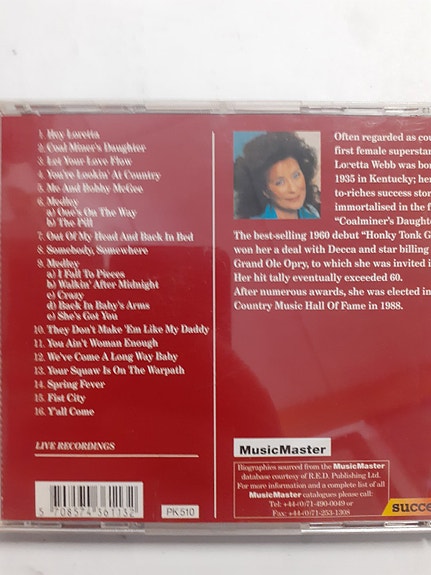 1. Hey Loretta
2. Coal Miner's Daughter
3. Let Your Love Flow
4. You're Lookin' At Country
5. Me And Bobby McGee
6. Medley
a) One's On The Way
b) The Pill
7. Out Of My Head And Back In Bed
8. Somebody, Somewhere
9. Medley
a) I Fall To Pieces
b) Walkin' After Midnight
c) Crazy
d) Back In Baby's Arms
e) She's Got You
10. They Don't Make 'Em Like My Daddy
11. You Ain't Woman Enough
12. We've Come A Long Way Baby
13. Your Squaw Is On The Warpath
14. Spring Fever
15. Fist City
16. Y'all Come
LIVE RECORDINGS
5 708574 361132
PK 510
Often regarded as cou
first female superstar
Loretta Webb was bor
1935 in Kentucky; her
to-riches success stor
immortalised in the f
"Coalminer's Daughte
The best-selling 1960 debut "Honky Tonk G
won her a deal with Decca and star billing
Grand Ole Opry, to which she was invited i
Her hit tally eventually exceeded 60.
After numerous awards, she was elected in
Country Music Hall Of Fame in 1988.
MusicMaster
Biographies sourced from the MusicMaster
database courtesy of R.E.D. Publishing Ltd.
For more information and a complete list of all
MusicMaster catalogues please call:
Tel: +44-(0)71-490-0049 or
Fax: +44-(0)71-253-1308
succe